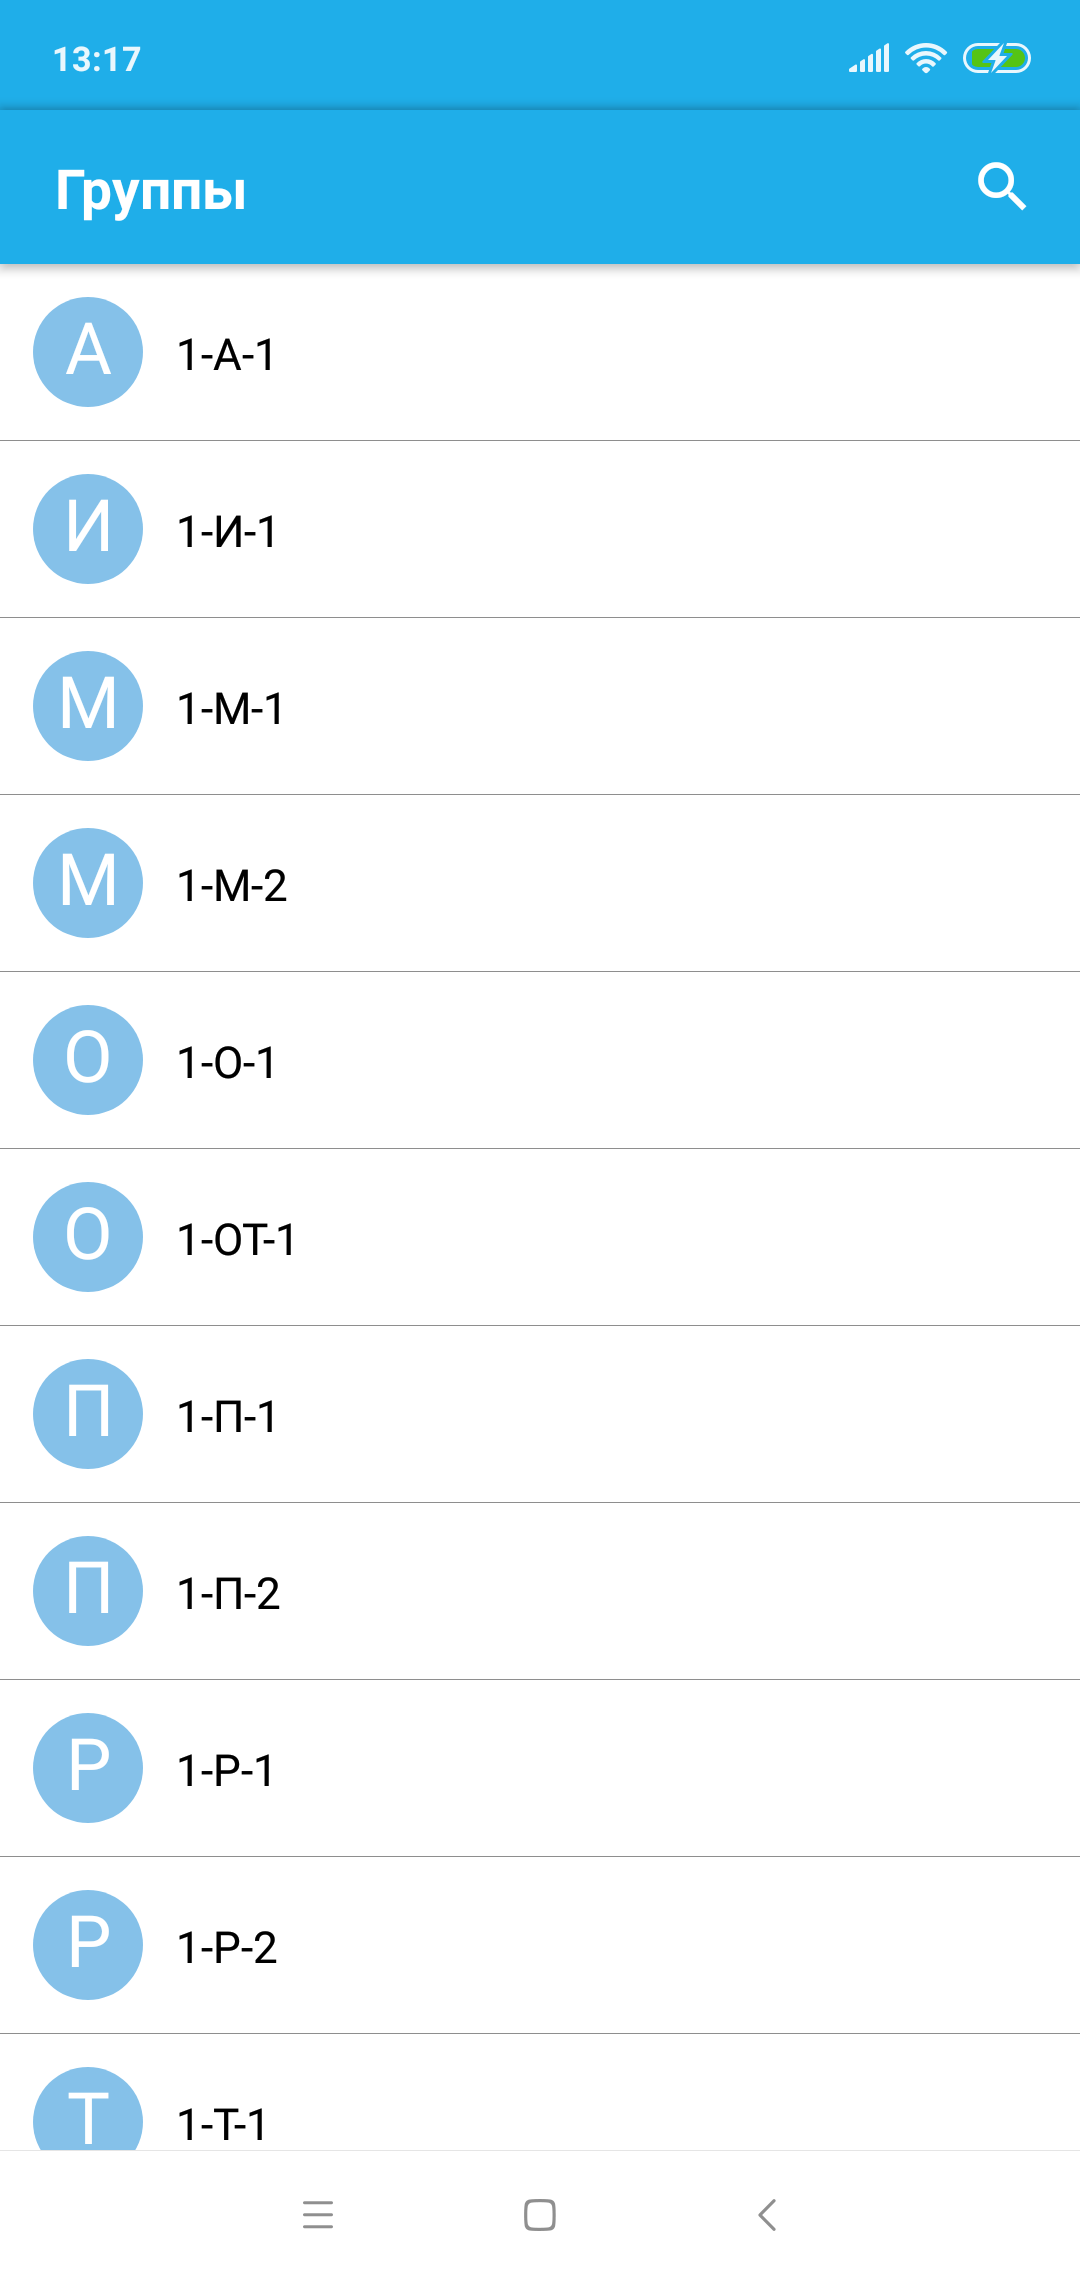 13:17
Группы
А 1-А-1
И 1-И-1
М 1-М-1
М 1-М-2
О 1-О-1
О 1-ОТ-1
П 1-П-1
П 1-П-2
Р 1-Р-1
Р 1-Р-2
Т 1-Т-1